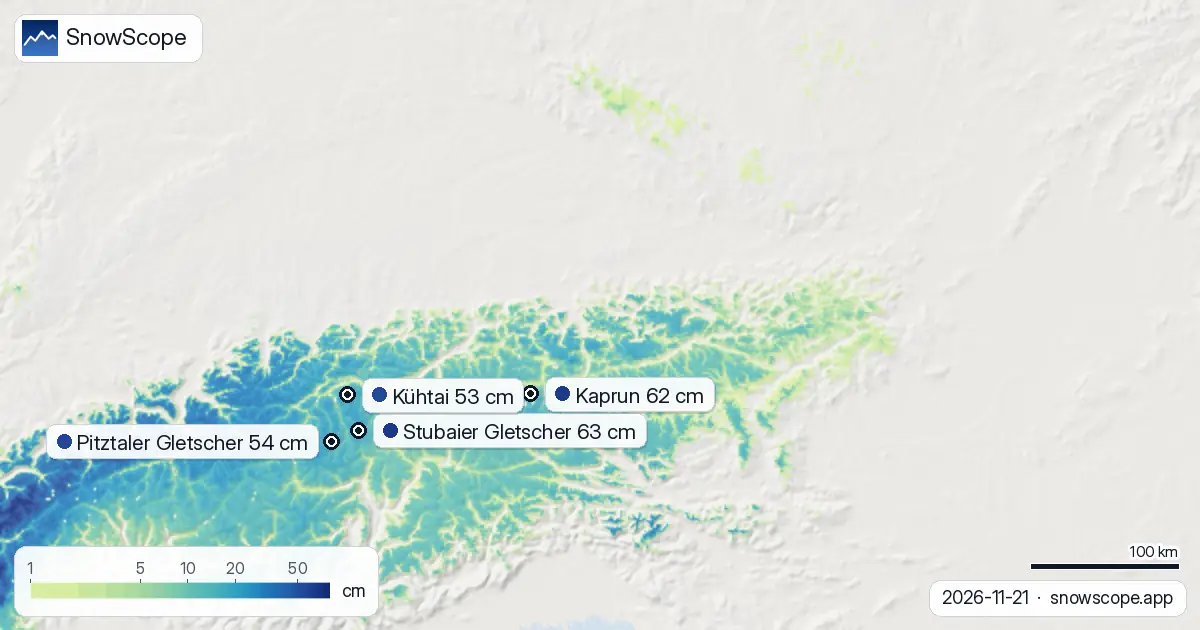 SnowScope
Kühtai 53 cm
Kaprun 62 cm
Stubaier Gletscher 63 cm
Pitztaler Gletscher 54 cm
1 5 10 20 50
cm
100 km
2026-11-21 · snowscope.app